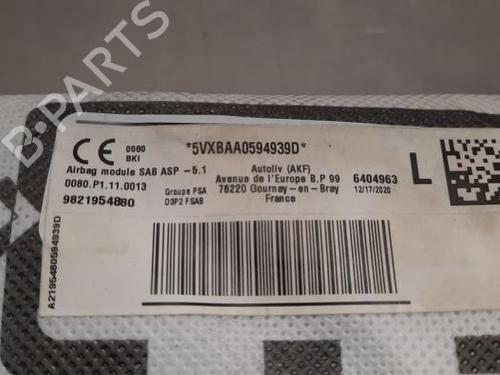 CE 0080
BKI
*5VXBAA0594939D*
Airbag module SAB ASP -5.1
0080.P1.11.0013
9821954880
Groupe PSA
D3P2 FSAB
Autoliv (AKF)
Avenue de l'Europe B.P 99
76220 Gournay-en-Bray
France
6404963
12/17/2020
L
A2195480594939D
B-Parts